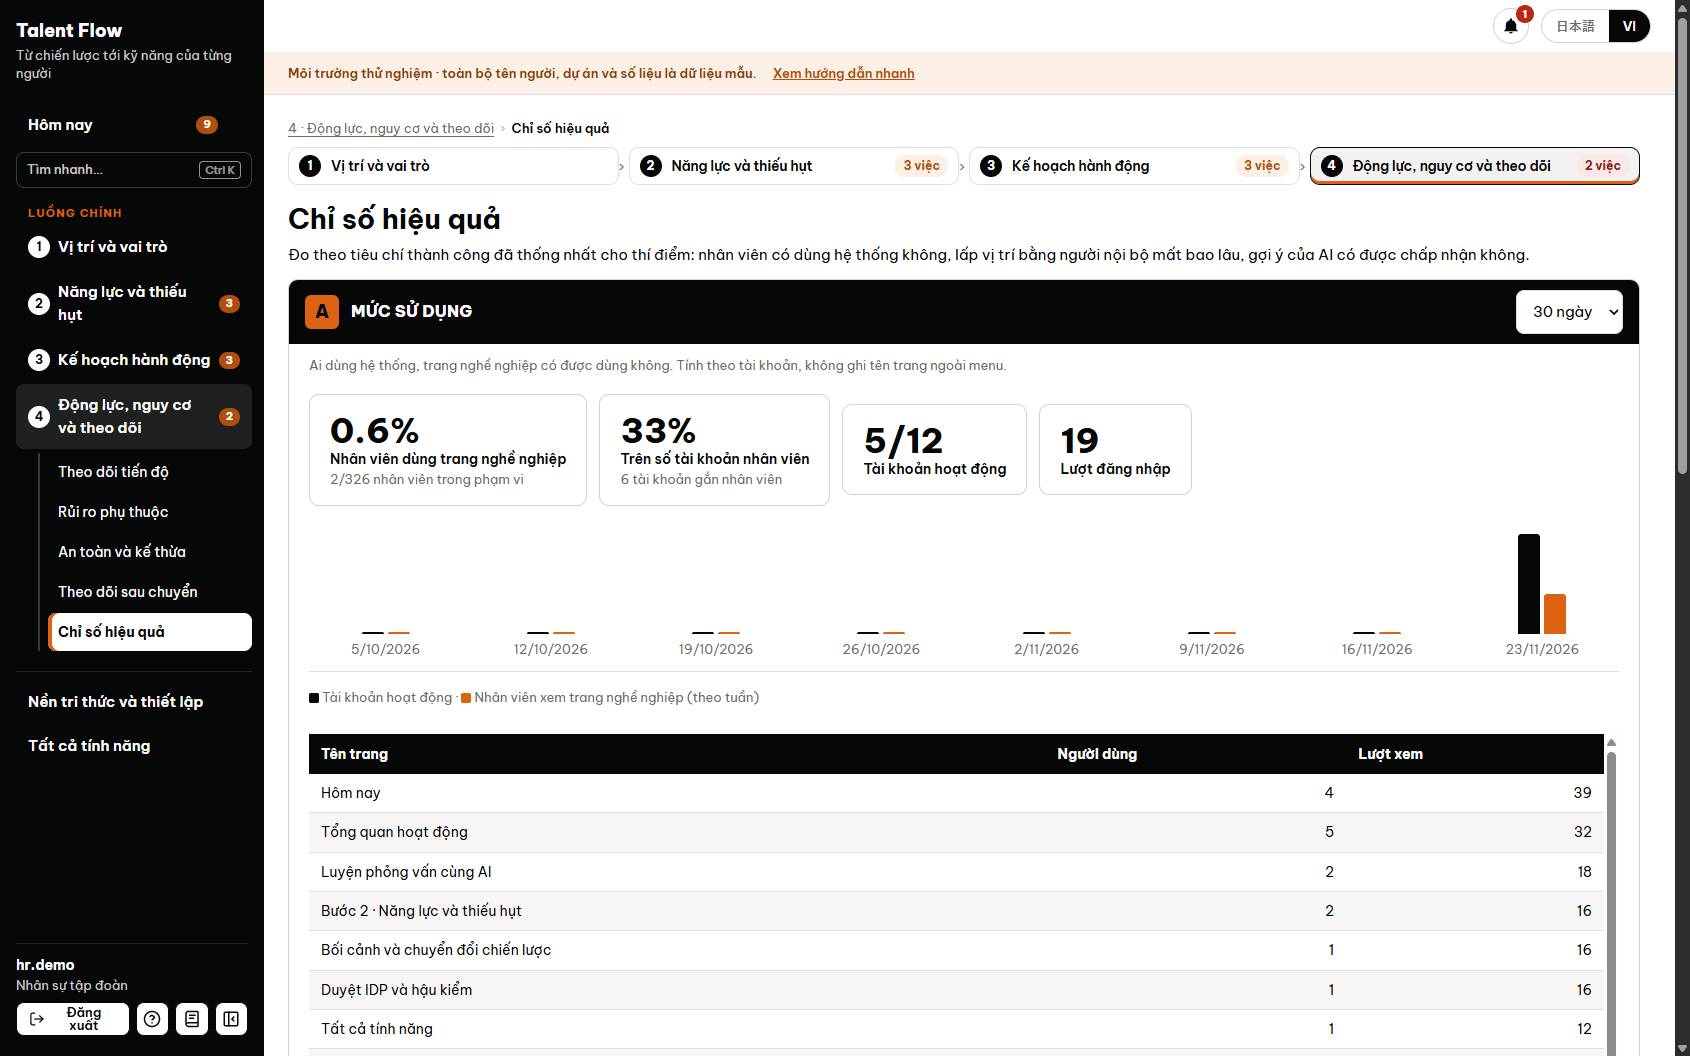 Talent Flow
Từ chiến lược tới kỹ năng của từng
người
Hôm nay
9
Tìm nhanh...
Ctrl K
LUỒNG CHÍNH
1 Vị trí và vai trò
2 Năng lực và thiếu
hụt
3
3 Kế hoạch hành động 3
4 Động lực, nguy cơ
và theo dõi
2
Theo dõi tiến độ
Rủi ro phụ thuộc
An toàn và kế thừa
Theo dõi sau chuyển
Chỉ số hiệu quả
Nền tri thức và thiết lập
Tất cả tính năng
hr.demo
Nhân sự tập đoàn
Đăng
xuất
1
日本語 VI
Môi trường thử nghiệm · toàn bộ tên người, dự án và số liệu là dữ liệu mẫu. Xem hướng dẫn nhanh
4 · Động lực, nguy cơ và theo dõi › Chỉ số hiệu quả
1 Vị trí và vai trò › 2 Năng lực và thiếu hụt 3 việc › 3 Kế hoạch hành động 3 việc › 4 Động lực, nguy cơ và theo dõi 2 việc
Chỉ số hiệu quả
Đo theo tiêu chí thành công đã thống nhất cho thí điểm: nhân viên có dùng hệ thống không, lấp vị trí bằng người nội bộ mất bao lâu, gợi ý của AI có được chấp nhận không.
A MỨC SỬ DỤNG 30 ngày
Ai dùng hệ thống, trang nghề nghiệp có được dùng không. Tính theo tài khoản, không ghi tên trang ngoài menu.
0.6%
Nhân viên dùng trang nghề nghiệp
2/326 nhân viên trong phạm vi
33%
Trên số tài khoản nhân viên
6 tài khoản gắn nhân viên
5/12
Tài khoản hoạt động
19
Lượt đăng nhập
5/10/2026 12/10/2026 19/10/2026 26/10/2026 2/11/2026 9/11/2026 16/11/2026 23/11/2026
Tài khoản hoạt động · Nhân viên xem trang nghề nghiệp (theo tuần)
Tên trang Người dùng Lượt xem
Hôm nay 4 39
Tổng quan hoạt động 5 32
Luyện phỏng vấn cùng AI 2 18
Bước 2 · Năng lực và thiếu hụt 2 16
Bối cảnh và chuyển đổi chiến lược 1 16
Duyệt IDP và hậu kiểm 1 16
Tất cả tính năng 1 12